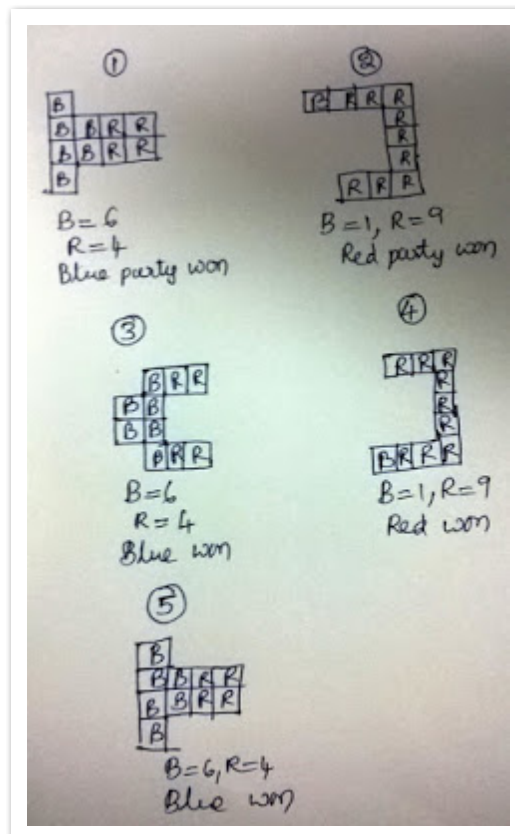 1
B
B B R R
B B R R
B
B = 6
R = 4
Blue party won
2
B R R R
R
R
R
R R R
B = 1, R = 9
Red party won
3
B R R
B B
B B
B R R
B = 6
R = 4
Blue won
4
R R R
R
R
R
B R R R
B = 1, R = 9
Red won
5
B
B B R R
B B R R
B
B = 6, R = 4
Blue won